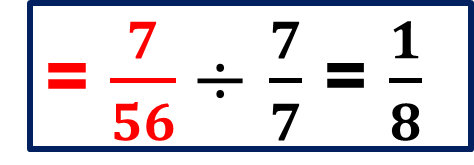 = 7/56 ÷ 7/7 = 1/8